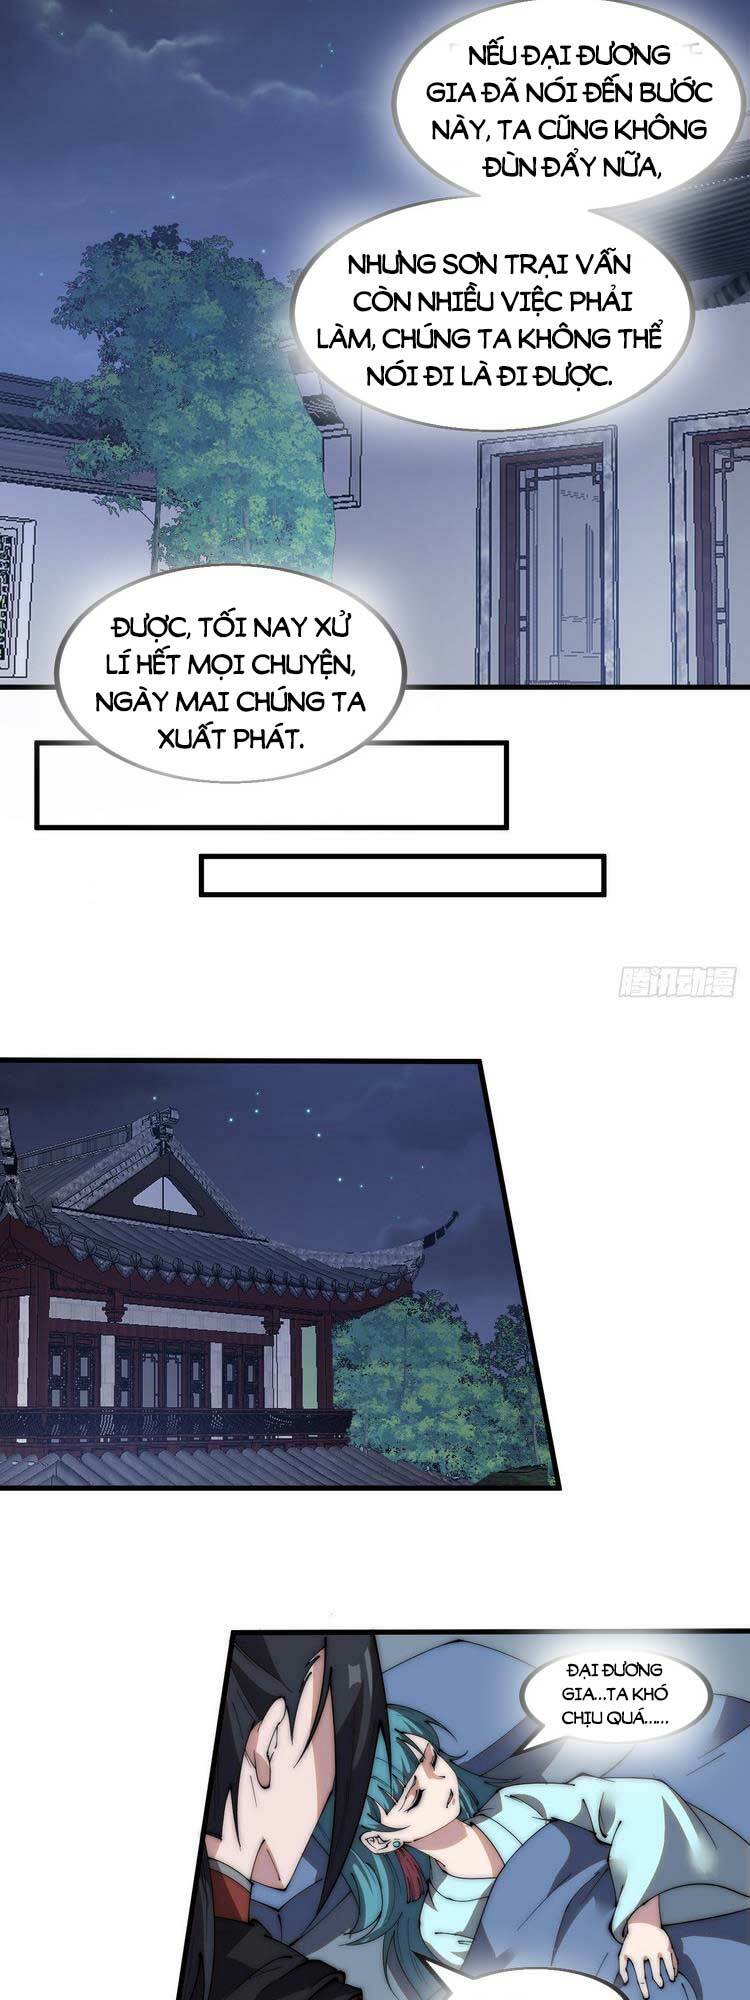 NẾU ĐẠI ĐƯƠNG
GIA ĐÃ NÓI ĐẾN BƯỚC
NÀY, TA CŨNG KHÔNG
ĐÙN ĐẨY NỮA,
NHƯNG SƠN TRẠI VẪN
CÒN NHIỀU VIỆC PHẢI
LÀM, CHÚNG TA KHÔNG THỂ
NÓI ĐI LÀ ĐI ĐƯỢC.
ĐƯỢC, TỐI NAY XỬ
LÍ HẾT MỌI CHUYỆN,
NGÀY MAI CHÚNG TA
XUẤT PHÁT.
腾讯动漫
ĐẠI ĐƯƠNG
GIA...TA KHÓ
CHỊU QUÁ......